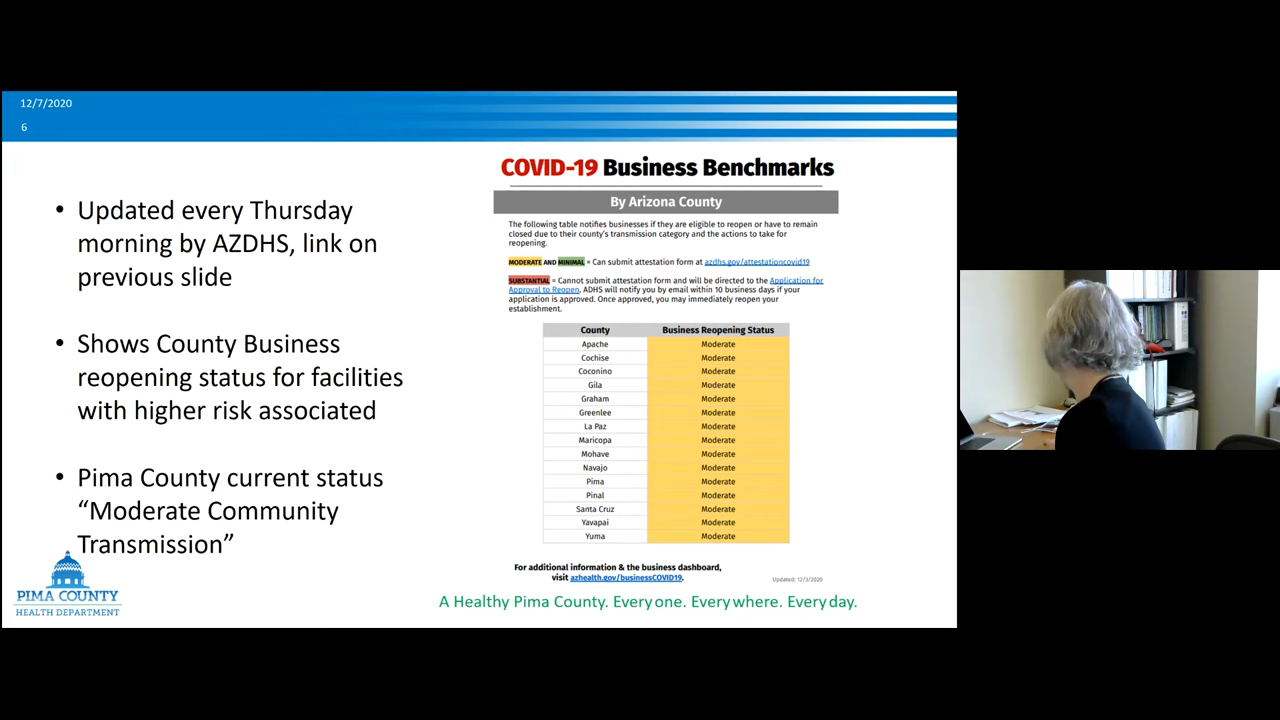 12/7/2020
6
• Updated every Thursday
morning by AZDHS, link on
previous slide
• Shows County Business
reopening status for facilities
with higher risk associated
• Pima County current status
“Moderate Community
Transmission”
PIMA COUNTY
HEALTH DEPARTMENT
COVID-19 Business Benchmarks
By Arizona County
The following table notifies businesses if they are eligible to reopen or have to remain
closed due to their county's transmission category and the actions to take for
reopening.
MODERATE AND MINIMAL = Can submit attestation form at azdhs.gov/attestationcovid19
SUBSTANTIAL = Cannot submit attestation form and will be directed to the Application for
Approval to Reopen. ADHS will notify you by email within 10 business days if your
application is approved. Once approved, you may immediately reopen your
establishment.
County Business Reopening Status
Apache Moderate
Cochise Moderate
Coconino Moderate
Gila Moderate
Graham Moderate
Greenlee Moderate
La Paz Moderate
Maricopa Moderate
Mohave Moderate
Navajo Moderate
Pima Moderate
Pinal Moderate
Santa Cruz Moderate
Yavapai Moderate
Yuma Moderate
For additional information & the business dashboard,
visit azhealth.gov/businessCOVID19.
Updated: 12/3/2020
A Healthy Pima County. Everyone. Everywhere. Everyday.